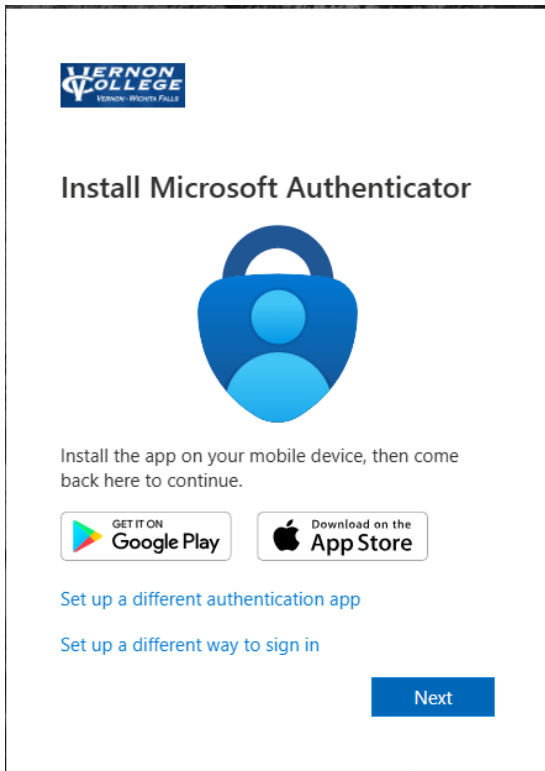 VERNON
COLLEGE
VERNON - WICHITA FALLS
Install Microsoft Authenticator
Install the app on your mobile device, then come
back here to continue.
GET IT ON
Google Play
Download on the
App Store
Set up a different authentication app
Set up a different way to sign in
Next